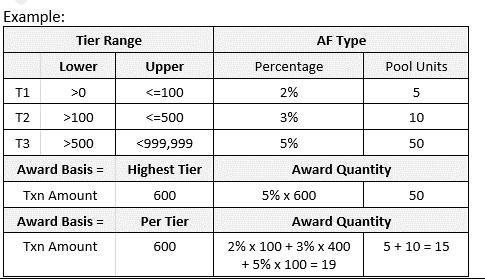 Example:
Tier Range AF Type
Lower Upper Percentage Pool Units
T1 >0 <=100 2% 5
T2 >100 <=500 3% 10
T3 >500 <999,999 5% 50
Award Basis = Highest Tier Award Quantity
Txn Amount 600 5% x 600 50
Award Basis = Per Tier Award Quantity
Txn Amount 600 2% x 100 + 3% x 400 5 + 10 = 15
+ 5% x 100 = 19